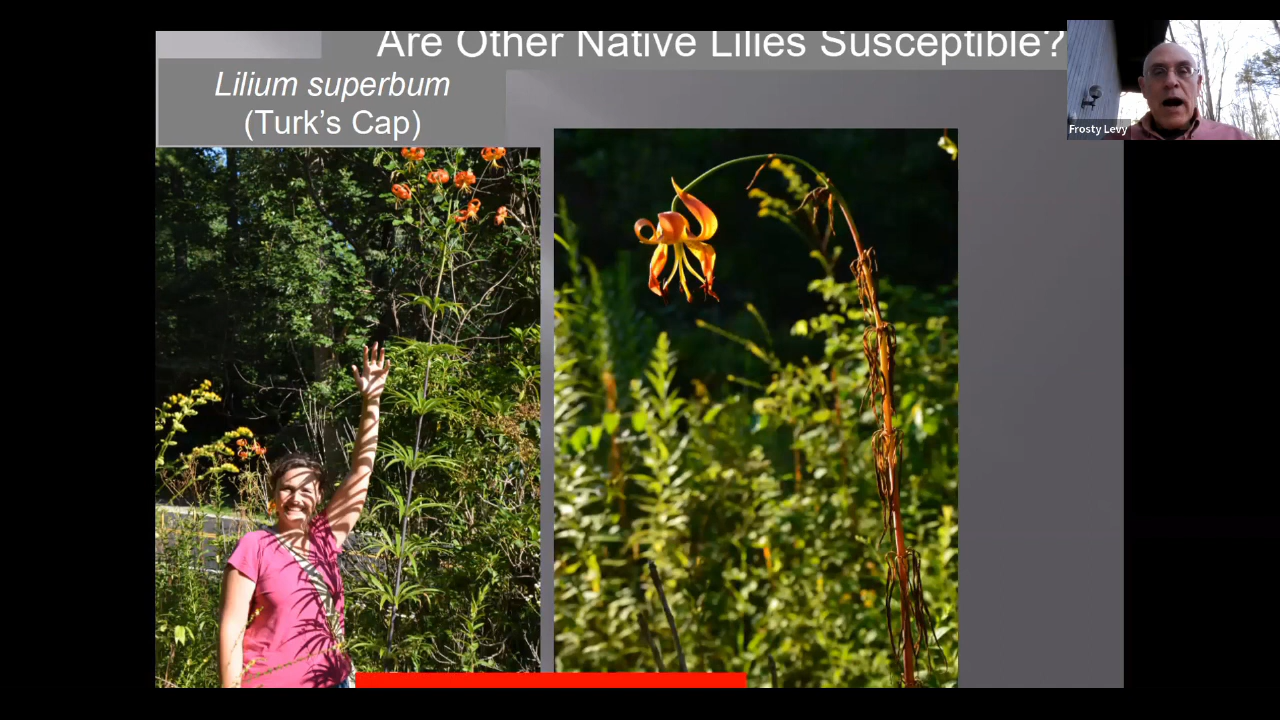 Are Other Native Lilies Susceptible?
Lilium superbum
(Turk's Cap)
Frosty Levy